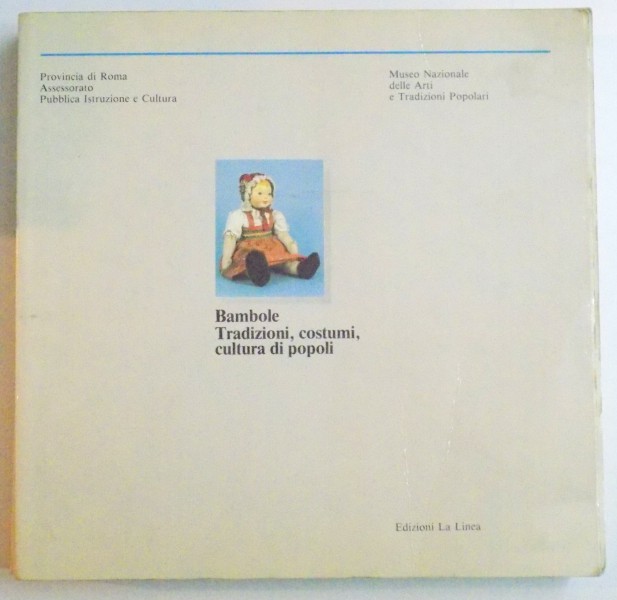 Provincia di Roma
Assessorato
Pubblica Istruzione e Cultura
Museo Nazionale
delle Arti
e Tradizioni Popolari
Bambole
Tradizioni, costumi,
cultura di popoli
Edizioni La Linea